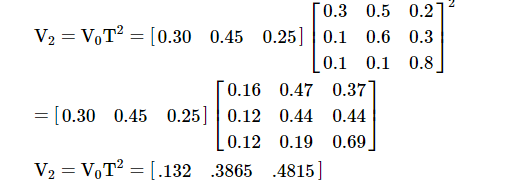 V₂ = V₀T² = [0.30 0.45 0.25] [0.3 0.5 0.2
0.1 0.6 0.3
0.1 0.1 0.8]²
= [0.30 0.45 0.25] [0.16 0.47 0.37
0.12 0.44 0.44
0.12 0.19 0.69]
V₂ = V₀T² = [.132 .3865 .4815]